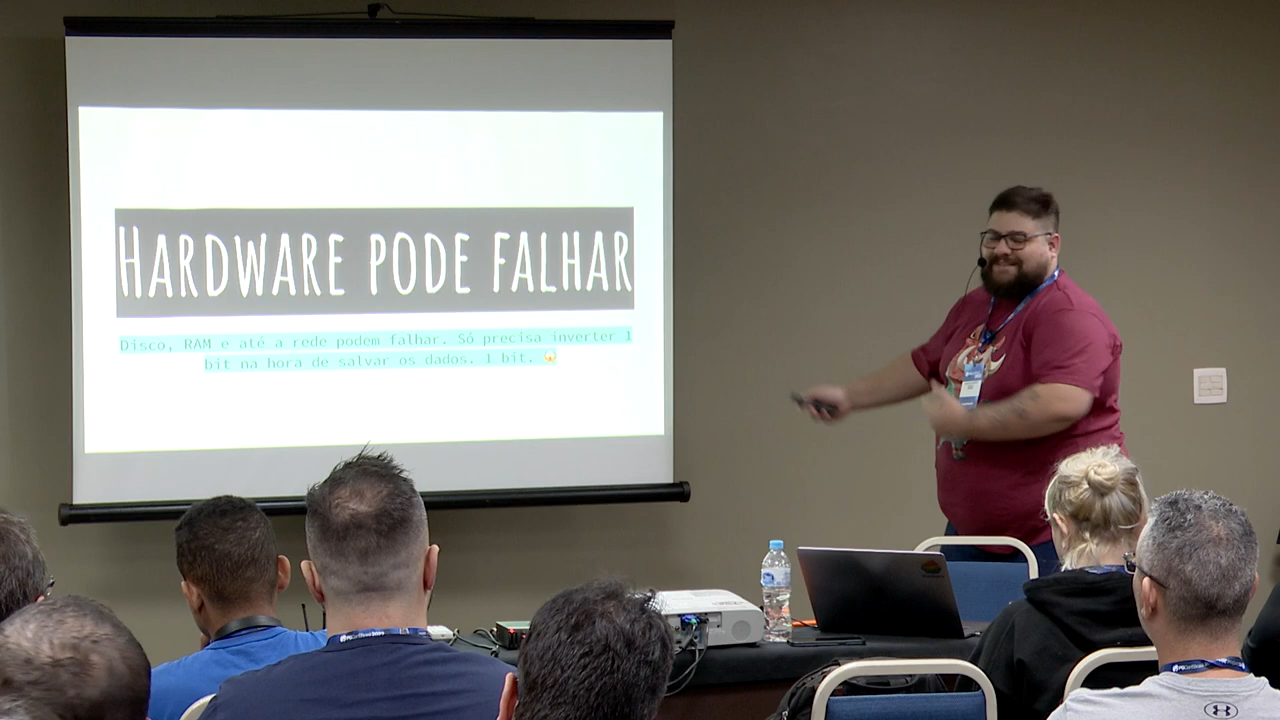 HARDWARE PODE FALHAR
Disco, RAM e até a rede podem falhar. Só precisa inverter 1
bit na hora de salvar os dados. 1 bit.